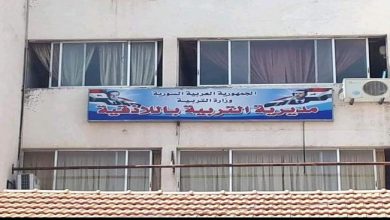 الجمهورية العربية السورية
وزارة التربية
مديرية التربية باللاذقية